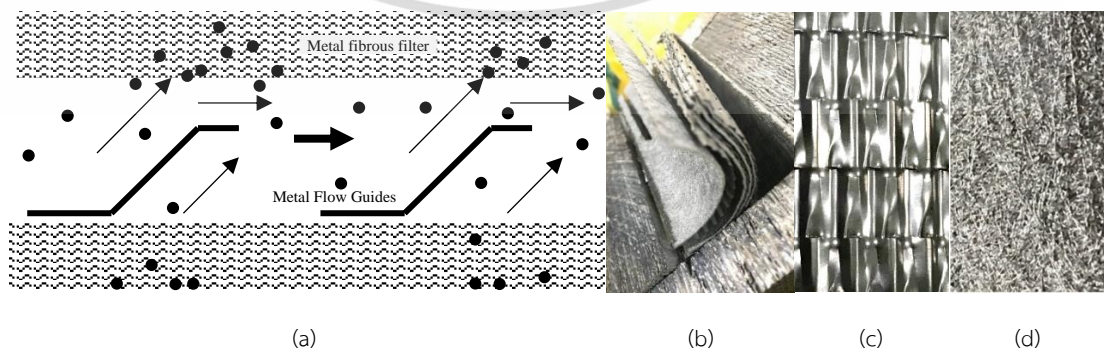 Metal fibrous filter
Metal Flow Guides
(a)
(b)
(c)
(d)